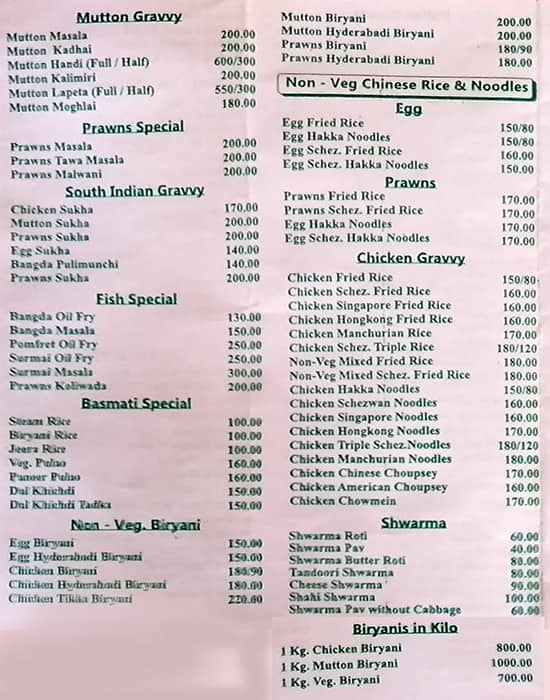 Mutton Gravvy
Mutton Masala 200.00
Mutton Kadhai 200.00
Mutton Handi (Full / Half) 600/300
Mutton Kalimiri 200.00
Mutton Lapeta (Full / Half) 550/300
Mutton Moghlai 180.00
Prawns Special
Prawns Masala 200.00
Prawns Tawa Masala 200.00
Prawns Malwani 200.00
South Indian Gravvy
Chicken Sukha 170.00
Mutton Sukha 200.00
Prawns Sukha 200.00
Egg Sukha 140.00
Bangda Pulimunchi 140.00
Prawns Sukha 200.00
Fish Special
Bangda Oil Fry 130.00
Bangda Masala 150.00
Pomfret Oil Fry 250.00
Surmai Oil Fry 250.00
Surmai Masala 300.00
Prawns Koliwada 200.00
Basmati Special
Steam Rice 100.00
Biryani Rice 100.00
Jeera Rice 100.00
Veg. Pulao 160.00
Paneer Pulao 160.00
Dal Khichdi 150.00
Dal Khichdi Tadka 150.00
Non - Veg. Biryani
Egg Biryani 150.00
Egg Hyderabadi Biryani 150.00
Chicken Biryani 180/90
Chicken Hyderabadi Biryani 180.00
Chicken Tikka Biryani 220.00
Mutton Biryani 200.00
Mutton Hyderabadi Biryani 200.00
Prawns Biryani 180/90
Prawns Hyderabadi Biryani 180.00
Non - Veg Chinese Rice & Noodles
Egg
Egg Fried Rice 150/80
Egg Hakka Noodles 150/80
Egg Schez. Fried Rice 160.00
Egg Schez. Hakka Noodles 150.00
Prawns
Prawns Fried Rice 170.00
Prawns Schez. Fried Rice 170.00
Egg Hakka Noodles 170.00
Egg Schez. Hakka Noodles 170.00
Chicken Gravvy
Chicken Fried Rice 150/80
Chicken Schez. Fried Rice 160.00
Chicken Singapore Fried Rice 160.00
Chicken Hongkong Fried Rice 160.00
Chicken Manchurian Rice 170.00
Chicken Schez. Triple Rice 180/120
Non-Veg Mixed Fried Rice 180.00
Non-Veg Mixed Schez. Fried Rice 180.00
Chicken Hakka Noodles 150/80
Chicken Schezwan Noodles 160.00
Chicken Singapore Noodles 160.00
Chicken Hongkong Noodles 170.00
Chicken Triple Schez.Noodles 180/120
Chicken Manchurian Noodles 180.00
Chicken Chinese Choupsey 170.00
Chicken American Choupsey 160.00
Chicken Chowmein 170.00
Shwarma
Shwarma Roti 60.00
Shwarma Pav 40.00
Shwarma Butter Roti 80.00
Tandoori Shwarma 80.00
Cheese Shwarma 90.00
Shahi Shwarma 100.00
Shwarma Pav without Cabbage 60.00
Biryanis in Kilo
1 Kg. Chicken Biryani 800.00
1 Kg. Mutton Biryani 1000.00
1 Kg. Veg. Biryani 700.00